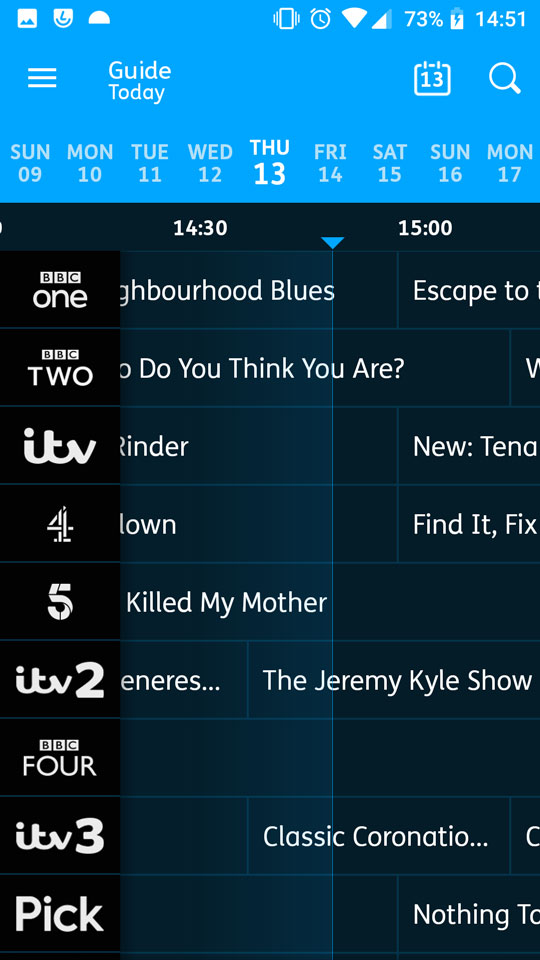 73% 14:51
Guide
Today
13
SUN MON TUE WED THU FRI SAT SUN MON
09 10 11 12 13 14 15 16 17
14:30 15:00
BBC
one
ghbourhood Blues
Escape to
BBC
TWO
o Do You Think You Are?
itv
Rinder
New: Tena
4
down
Find It, Fix
5
Killed My Mother
itv2
eneres...
The Jeremy Kyle Show
BBC
FOUR
itv3
Classic Coronatio...
C
Pick
Nothing To